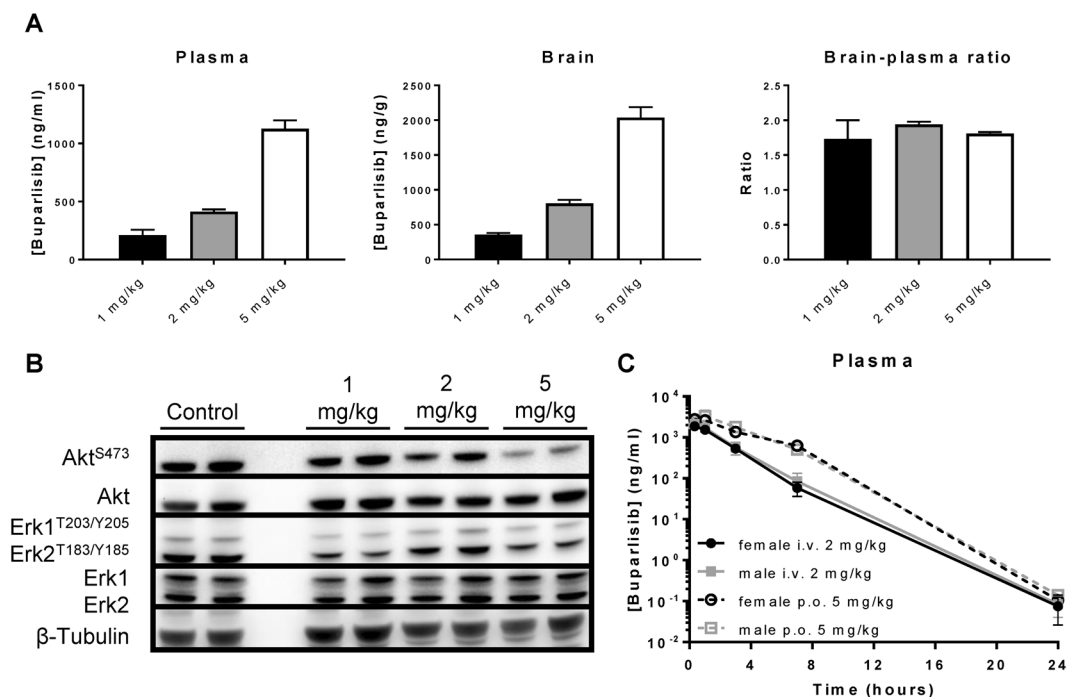 A
Plasma
[Buparlisib] (ng/ml)
1500
1000
500
0
1 mg/kg
2 mg/kg
5 mg/kg
Brain
[Buparlisib] (ng/g)
2500
2000
1500
1000
500
0
1 mg/kg
2 mg/kg
5 mg/kg
Brain-plasma ratio
Ratio
2.5
2.0
1.5
1.0
0.5
0.0
1 mg/kg
2 mg/kg
5 mg/kg
B
Control
1 mg/kg
2 mg/kg
5 mg/kg
Akt^S473
Akt
Erk1^T203/Y205
Erk2^T183/Y185
Erk1
Erk2
β-Tubulin
C
Plasma
[Buparlisib] (ng/ml)
10^4
10^3
10^2
10^1
10^0
10^-1
10^-2
female i.v. 2 mg/kg
male i.v. 2 mg/kg
female p.o. 5 mg/kg
male p.o. 5 mg/kg
0 4 8 12 16 20 24
Time (hours)